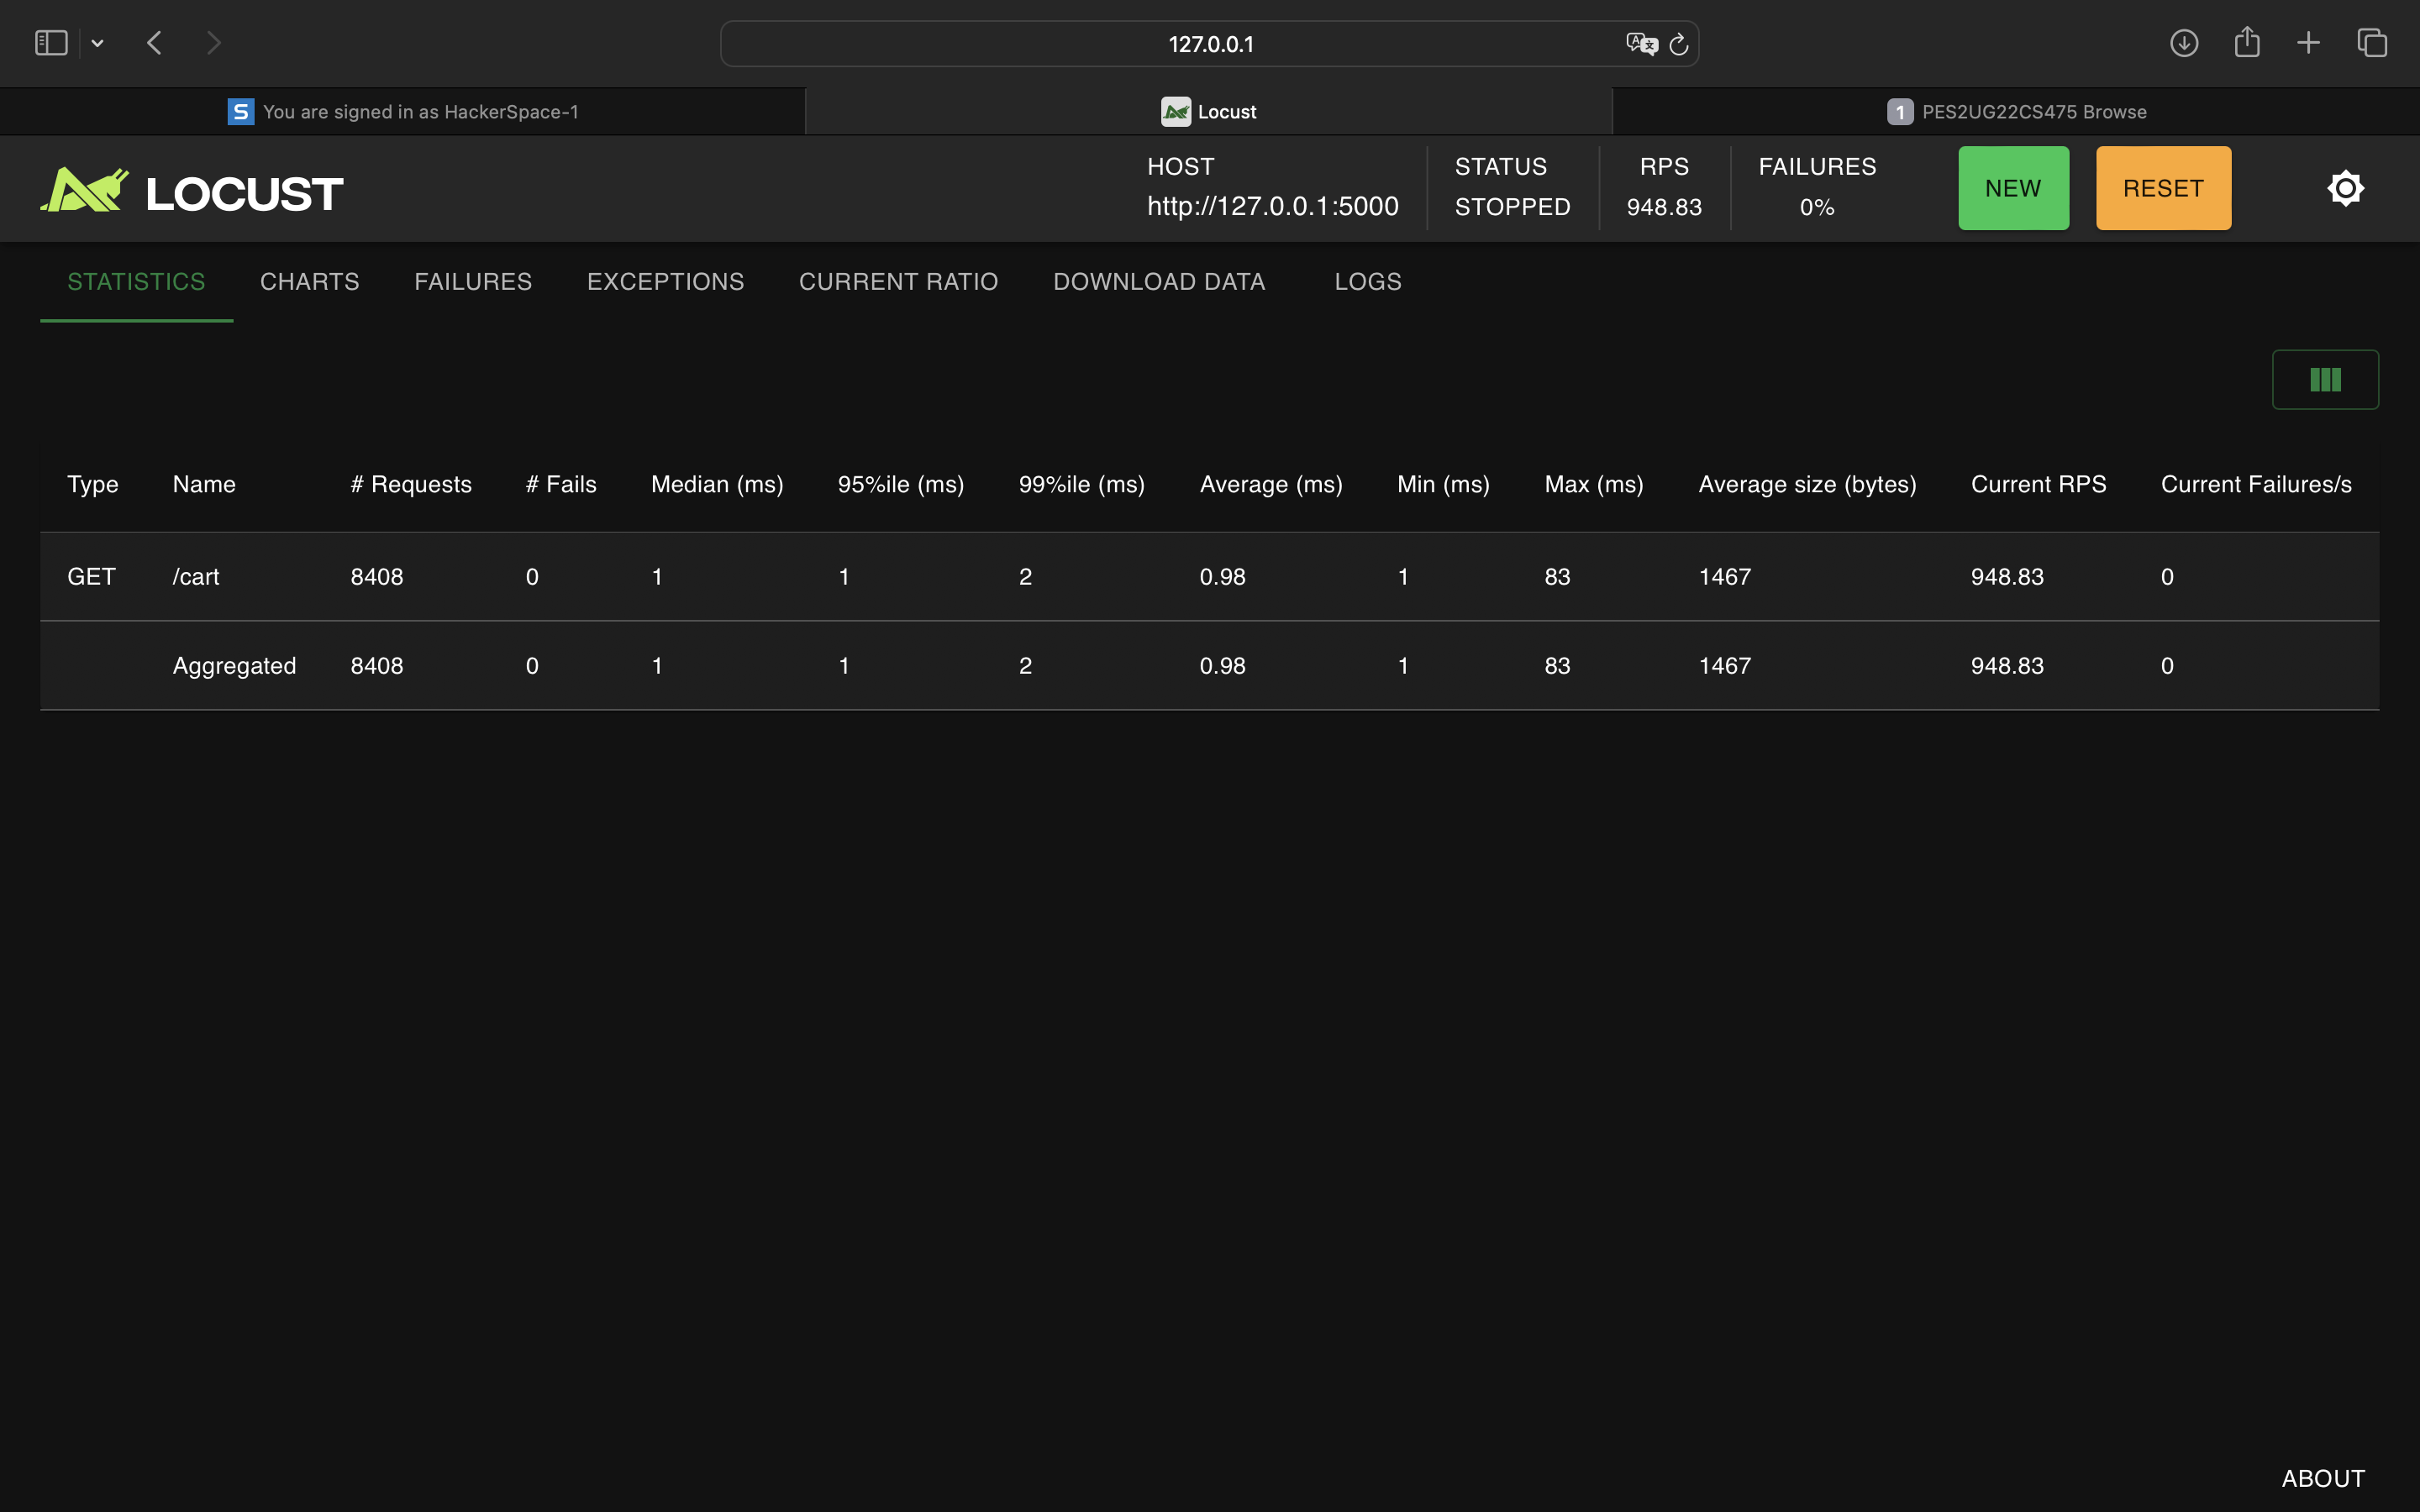 127.0.0.1
You are signed in as HackerSpace-1
Locust
1 PES2UG22CS475 Browse
LOCUST
HOST
http://127.0.0.1:5000
STATUS
STOPPED
RPS
948.83
FAILURES
0%
NEW
RESET
STATISTICS CHARTS FAILURES EXCEPTIONS CURRENT RATIO DOWNLOAD DATA LOGS
Type Name # Requests # Fails Median (ms) 95%ile (ms) 99%ile (ms) Average (ms) Min (ms) Max (ms) Average size (bytes) Current RPS Current Failures/s
GET /cart 8408 0 1 1 2 0.98 1 83 1467 948.83 0
Aggregated 8408 0 1 1 2 0.98 1 83 1467 948.83 0
ABOUT